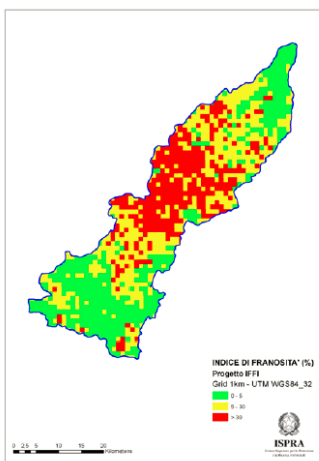 INDICE DI FRANOSITA' (%)
Progetto IFFI
Grid 1km - UTM WGS84_32
0 - 5
5 - 30
> 30
0 2.5 5 10 15 20
Kilometers
ISPRA